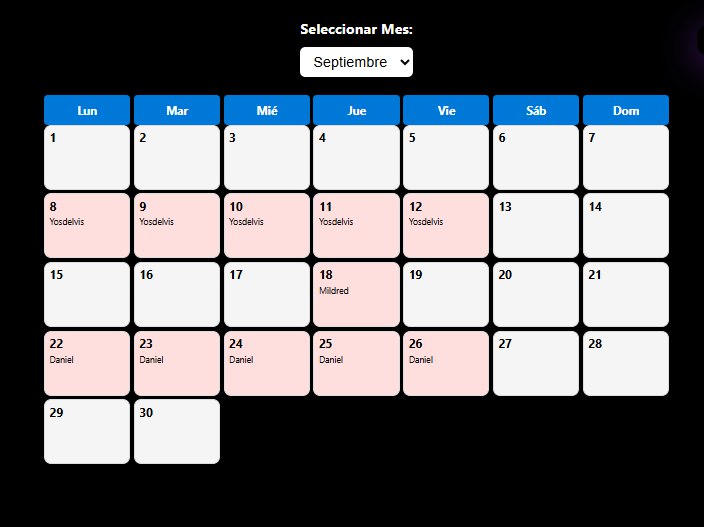 Seleccionar Mes:
Septiembre
Lun Mar Mié Jue Vie Sáb Dom
1 2 3 4 5 6 7
8 9 10 11 12 13 14
Yosdelvis Yosdelvis Yosdelvis Yosdelvis Yosdelvis
15 16 17 18 19 20 21
Mildred
22 23 24 25 26 27 28
Daniel Daniel Daniel Daniel Daniel
29 30